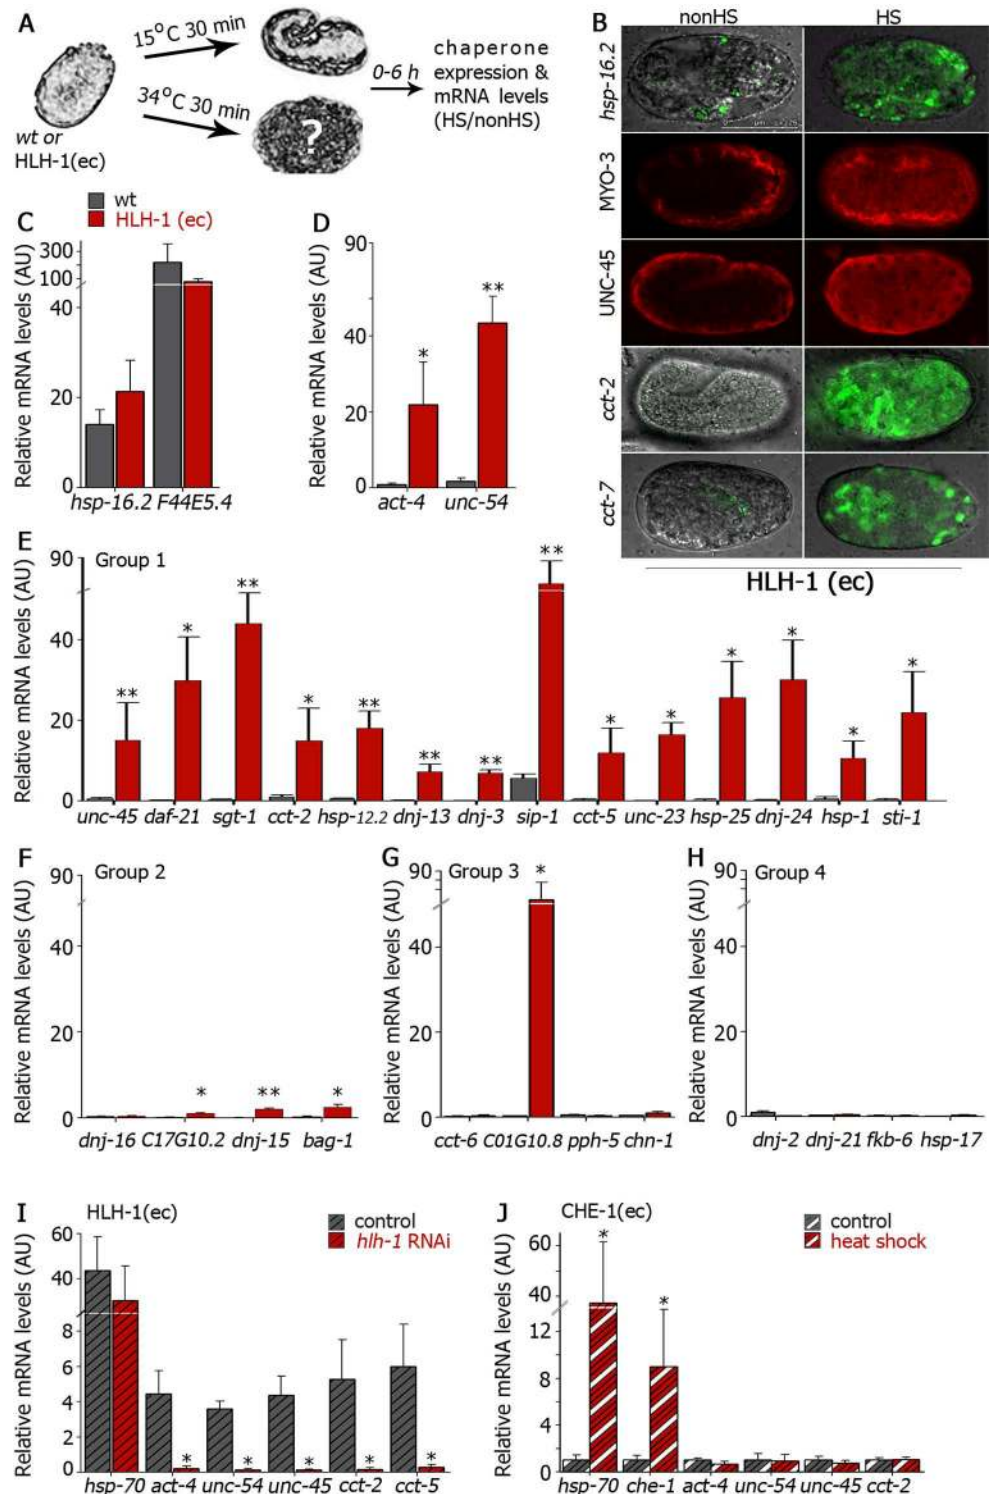 A
15°C 30 min
34°C 30 min
wt or
HLH-1(ec)
?
0-6 h
chaperone
expression &
mRNA levels
(HS/nonHS)
B
nonHS
HS
hsp-16.2
MYO-3
UNC-45
cct-2
cct-7
HLH-1 (ec)
wt
HLH-1 (ec)
C
Relative mRNA levels (AU)
300
100
40
20
0
hsp-16.2 F44E5.4
D
Relative mRNA levels (AU)
90
40
20
0
*
**
act-4 unc-54
E
Group 1
Relative mRNA levels (AU)
90
40
20
0
** * ** * ** ** ** ** * * * * * *
unc-45 daf-21 sgt-1 cct-2 hsp-12.2 dnj-13 dnj-3 sip-1 cct-5 unc-23 hsp-25 dnj-24 hsp-1 sti-1
F
Group 2
Relative mRNA levels (AU)
90
40
20
0
* ** *
dnj-16 C17G10.2 dnj-15 bag-1
G
Group 3
Relative mRNA levels (AU)
90
40
20
0
*
cct-6 C01G10.8 pph-5 chn-1
H
Group 4
Relative mRNA levels (AU)
90
40
20
0
dnj-2 dnj-21 fkb-6 hsp-17
I
HLH-1(ec)
control
hlh-1 RNAi
Relative mRNA levels (AU)
60
40
8
6
4
2
0
* * * * *
hsp-70 act-4 unc-54 unc-45 cct-2 cct-5
J
CHE-1(ec)
control
heat shock
Relative mRNA levels (AU)
60
40
12
8
4
2
0
* *
hsp-70 che-1 act-4 unc-54 unc-45 cct-2